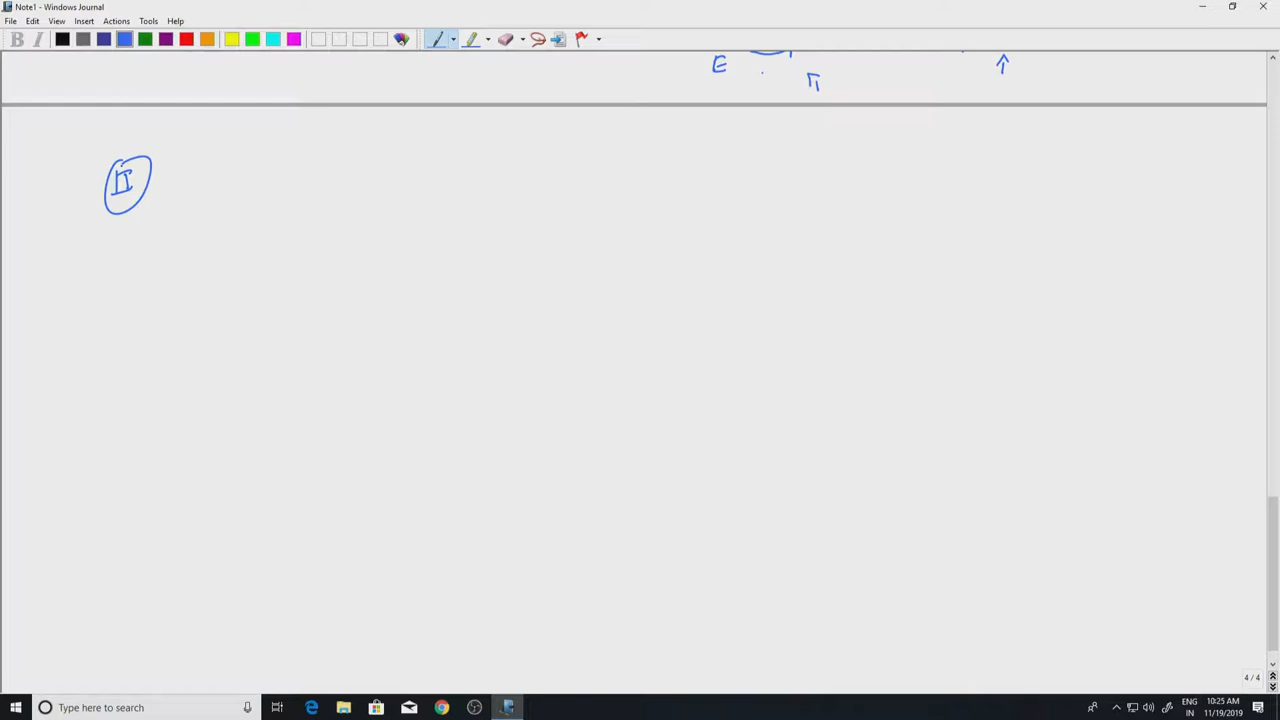 Note1 - Windows Journal
File Edit View Insert Actions Tools Help
B I
E π ↑
II
4 / 4
Type here to search
ENG 10:25 AM
IN 11/19/2019